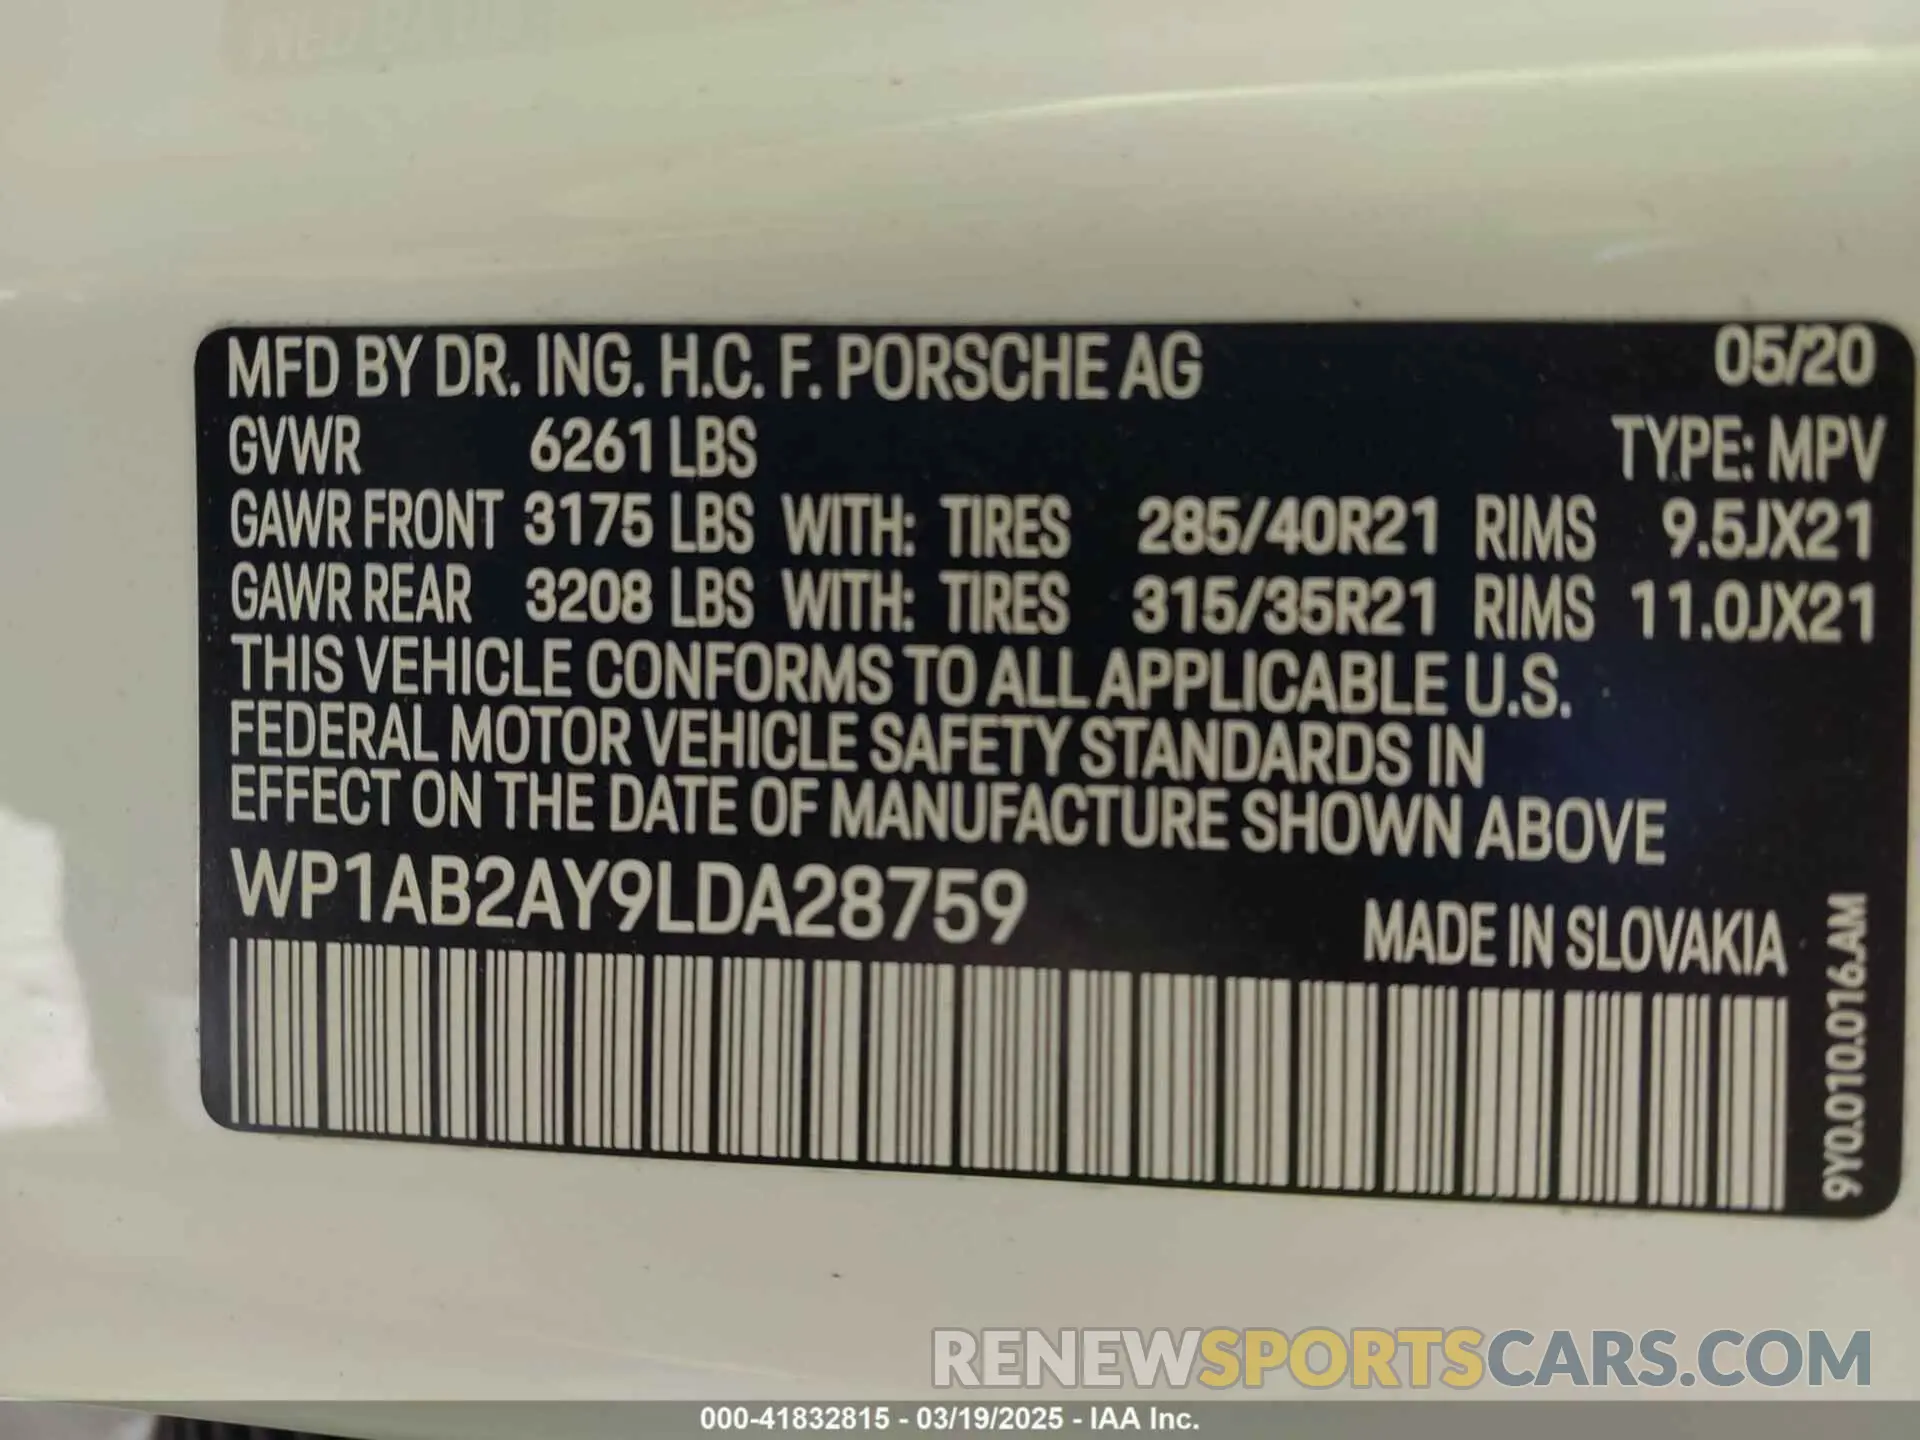 MFD BY DR. ING. H.C. F. PORSCHE AG 05/20
GVWR 6261 LBS TYPE: MPV
GAWR FRONT 3175 LBS WITH: TIRES 285/40R21 RIMS 9.5JX21
GAWR REAR 3208 LBS WITH: TIRES 315/35R21 RIMS 11.0JX21
THIS VEHICLE CONFORMS TO ALL APPLICABLE U.S.
FEDERAL MOTOR VEHICLE SAFETY STANDARDS IN
EFFECT ON THE DATE OF MANUFACTURE SHOWN ABOVE
WP1AB2AY9LDA28759
MADE IN SLOVAKIA
9Y0.010.016.AM
RENEWSPORTSCARS.COM
000-41832815 - 03/19/2025 - IAA Inc.